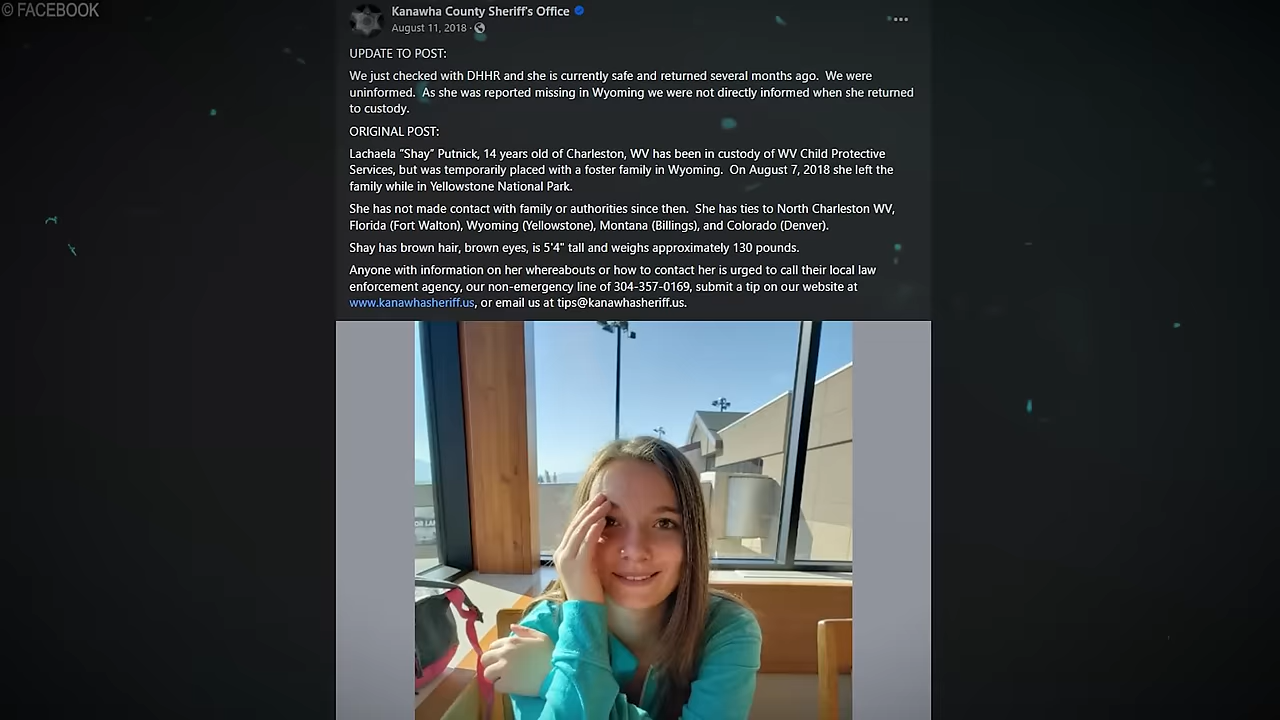 © FACEBOOK
Kanawha County Sheriff's Office
August 11, 2018 ·
UPDATE TO POST:
We just checked with DHHR and she is currently safe and returned several months ago. We were
uninformed. As she was reported missing in Wyoming we were not directly informed when she returned
to custody.
ORIGINAL POST:
Lachaela "Shay" Putnick, 14 years old of Charleston, WV has been in custody of WV Child Protective
Services, but was temporarily placed with a foster family in Wyoming. On August 7, 2018 she left the
family while in Yellowstone National Park.
She has not made contact with family or authorities since then. She has ties to North Charleston WV,
Florida (Fort Walton), Wyoming (Yellowstone), Montana (Billings), and Colorado (Denver).
Shay has brown hair, brown eyes, is 5'4" tall and weighs approximately 130 pounds.
Anyone with information on her whereabouts or how to contact her is urged to call their local law
enforcement agency, our non-emergency line of 304-357-0169, submit a tip on our website at
www.kanawhasheriff.us, or email us at tips@kanawhasheriff.us.